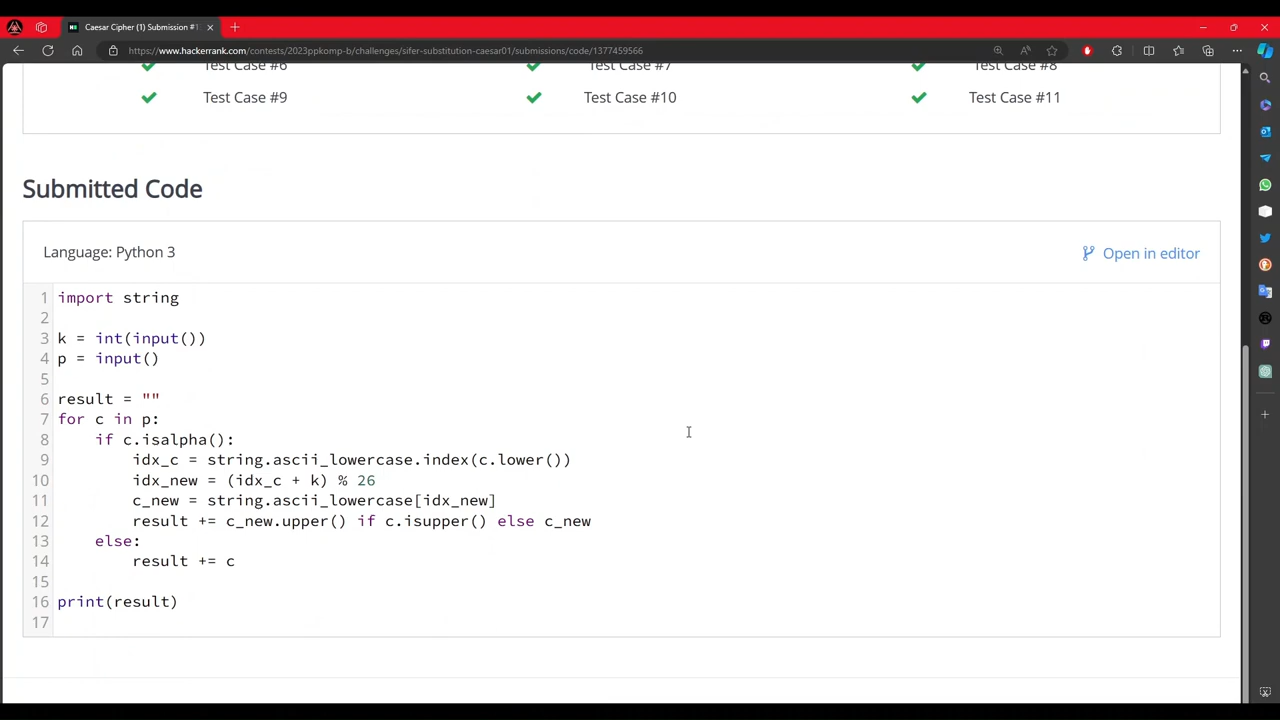 Caesar Cipher (1) Submission #1
https://www.hackerrank.com/contests/2023ppkomp-b/challenges/sifer-substitution-caesar01/submissions/code/1377459566
Test Case #6 Test Case #7 Test Case #8
Test Case #9 Test Case #10 Test Case #11
Submitted Code
Language: Python 3 Open in editor
1 import string
2
3 k = int(input())
4 p = input()
5
6 result = ""
7 for c in p:
8     if c.isalpha():
9         idx_c = string.ascii_lowercase.index(c.lower())
10         idx_new = (idx_c + k) % 26
11         c_new = string.ascii_lowercase[idx_new]
12         result += c_new.upper() if c.isupper() else c_new
13     else:
14         result += c
15
16 print(result)
17